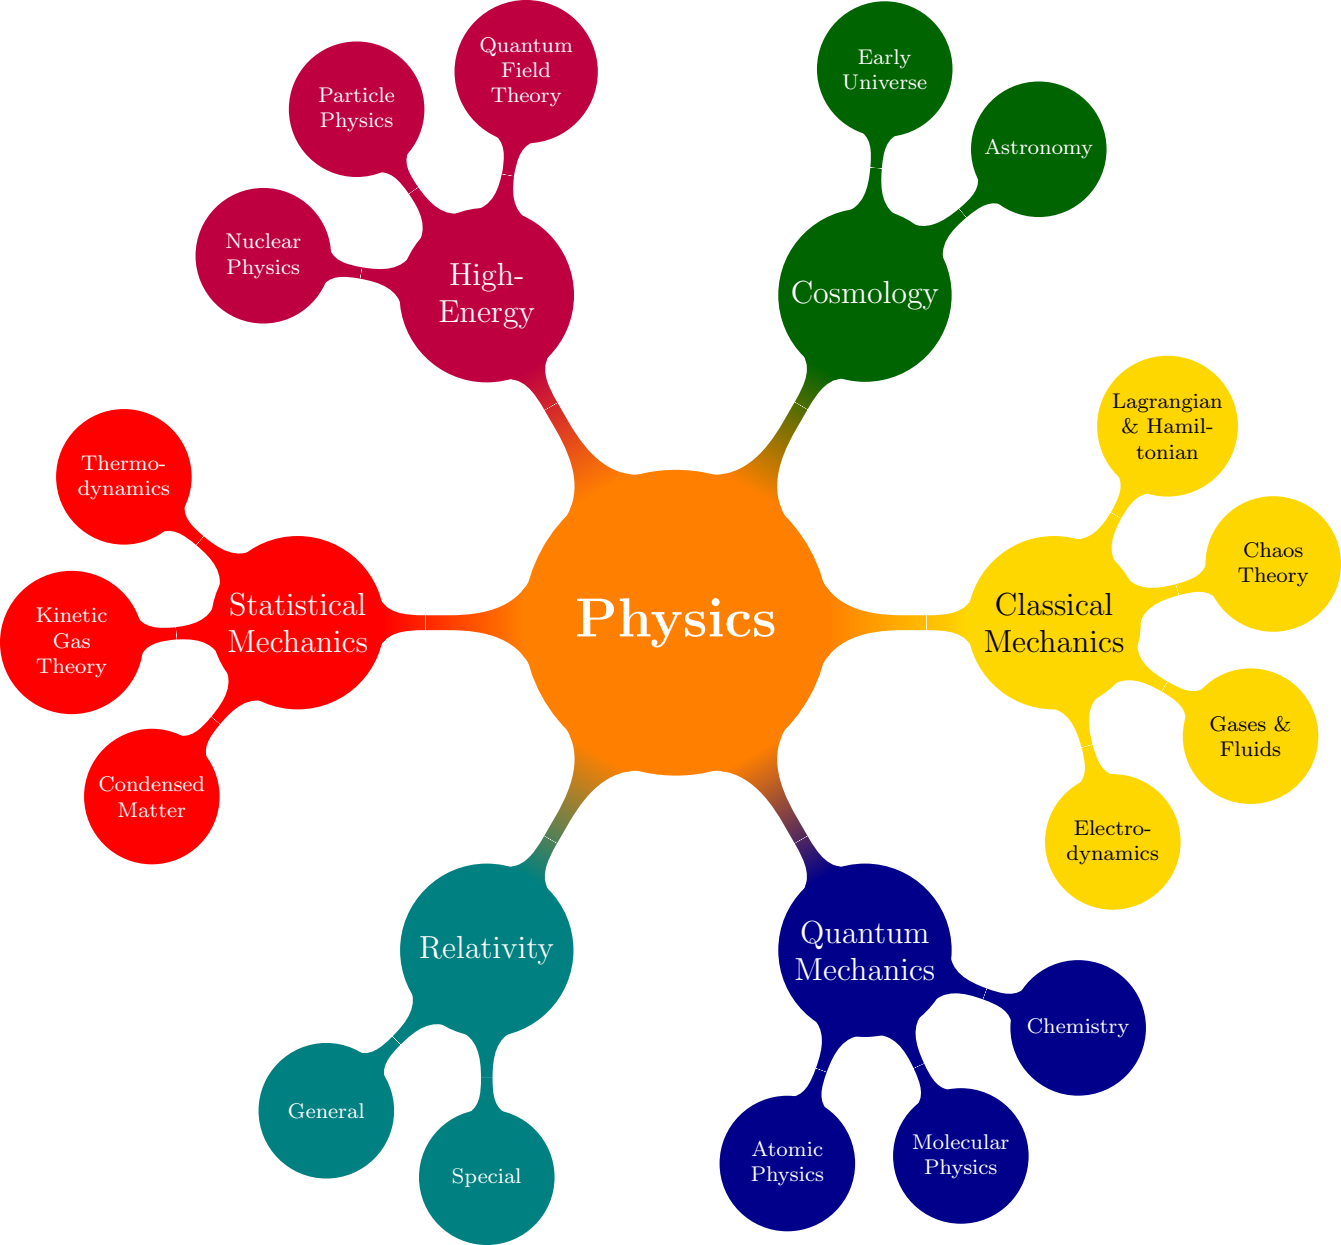 Quantum
Field
Theory
Particle
Physics
Nuclear
Physics
High-
Energy
Early
Universe
Astronomy
Cosmology
Lagrangian
& Hamil-
tonian
Chaos
Theory
Classical
Mechanics
Gases &
Fluids
Electro-
dynamics
Physics
Thermo-
dynamics
Statistical
Mechanics
Kinetic
Gas
Theory
Condensed
Matter
Relativity
General
Special
Quantum
Mechanics
Chemistry
Molecular
Physics
Atomic
Physics